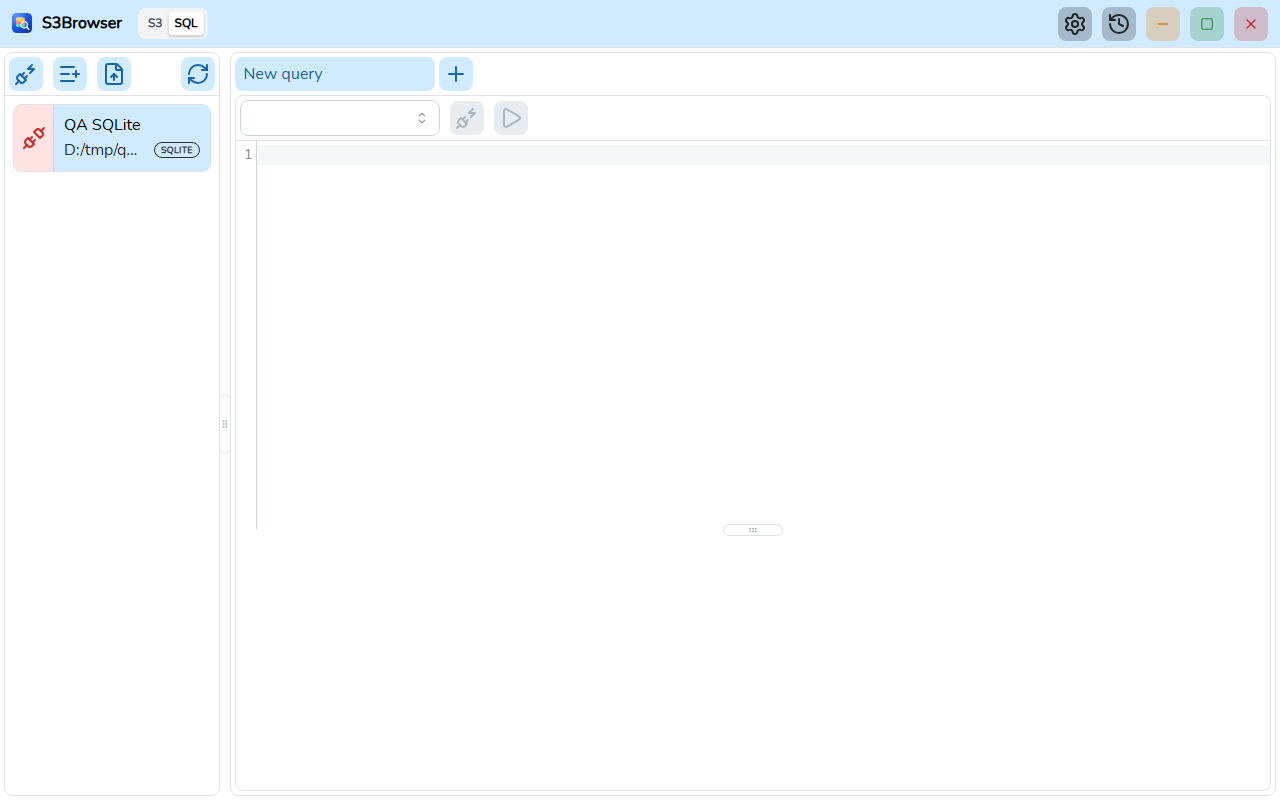 S3Browser
S3 SQL
New query
QA SQLite
D:/tmp/q... SQLITE
1